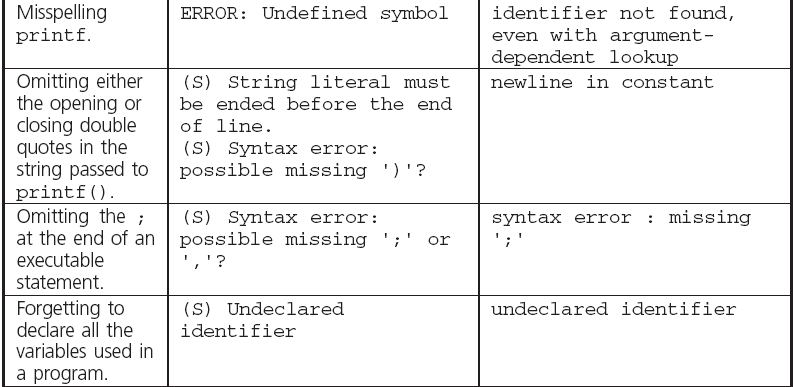 Misspelling
printf.
ERROR: Undefined symbol
identifier not found,
even with argument-
dependent lookup
Omitting either
the opening or
closing double
quotes in the
string passed to
printf().
(S) String literal must
be ended before the end
of line.
(S) Syntax error:
possible missing ')'?
newline in constant
Omitting the ;
at the end of an
executable
statement.
(S) Syntax error:
possible missing ';' or
','?
syntax error : missing
';'
Forgetting to
declare all the
variables used in
a program.
(S) Undeclared
identifier
undeclared identifier